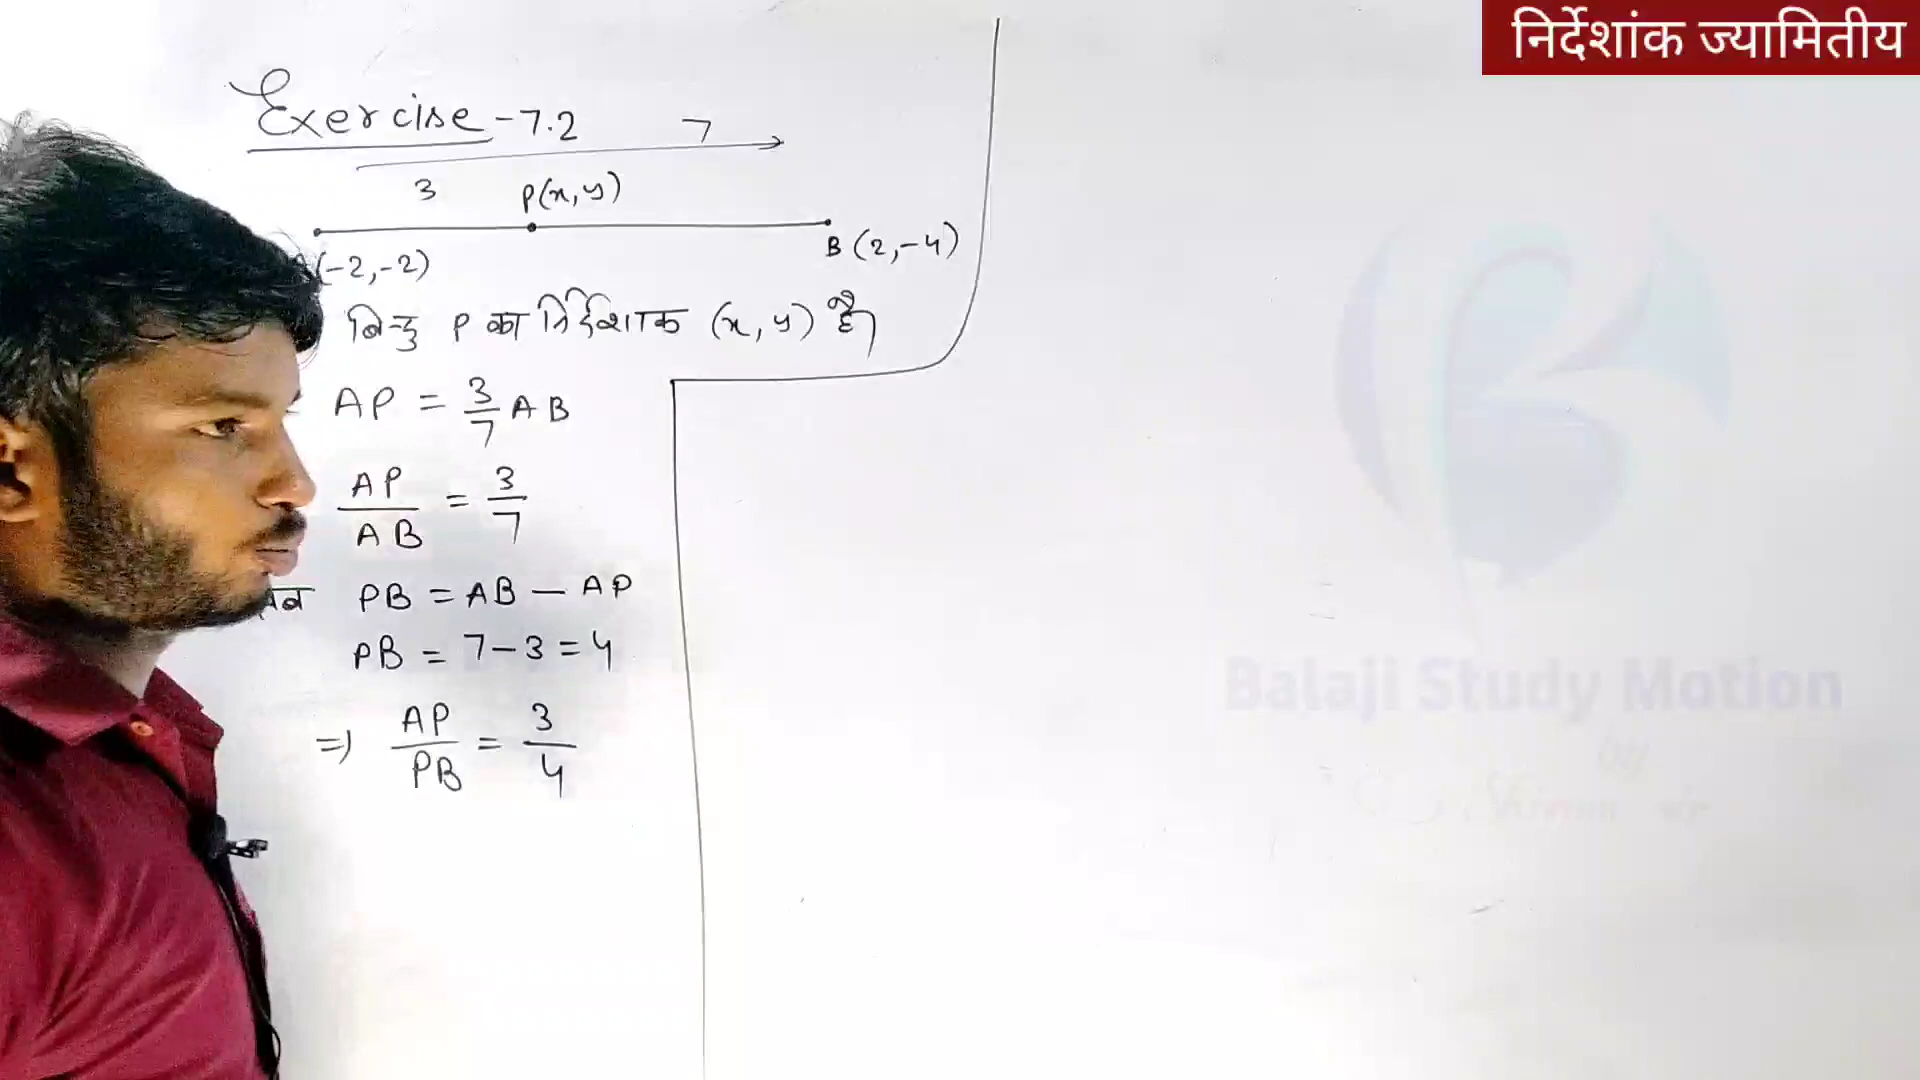 निर्देशांक ज्यामितीय
Exercise - 7.2
7
3
P(x,y)
(-2,-2)
B (2,-4)
बिन्दु P का निर्देशांक (x, y) है।
AP = 3/7 AB
AP/AB = 3/7
PB = AB - AP
PB = 7 - 3 = 4
⇒ AP/PB = 3/4
Balaji Study Motion
by